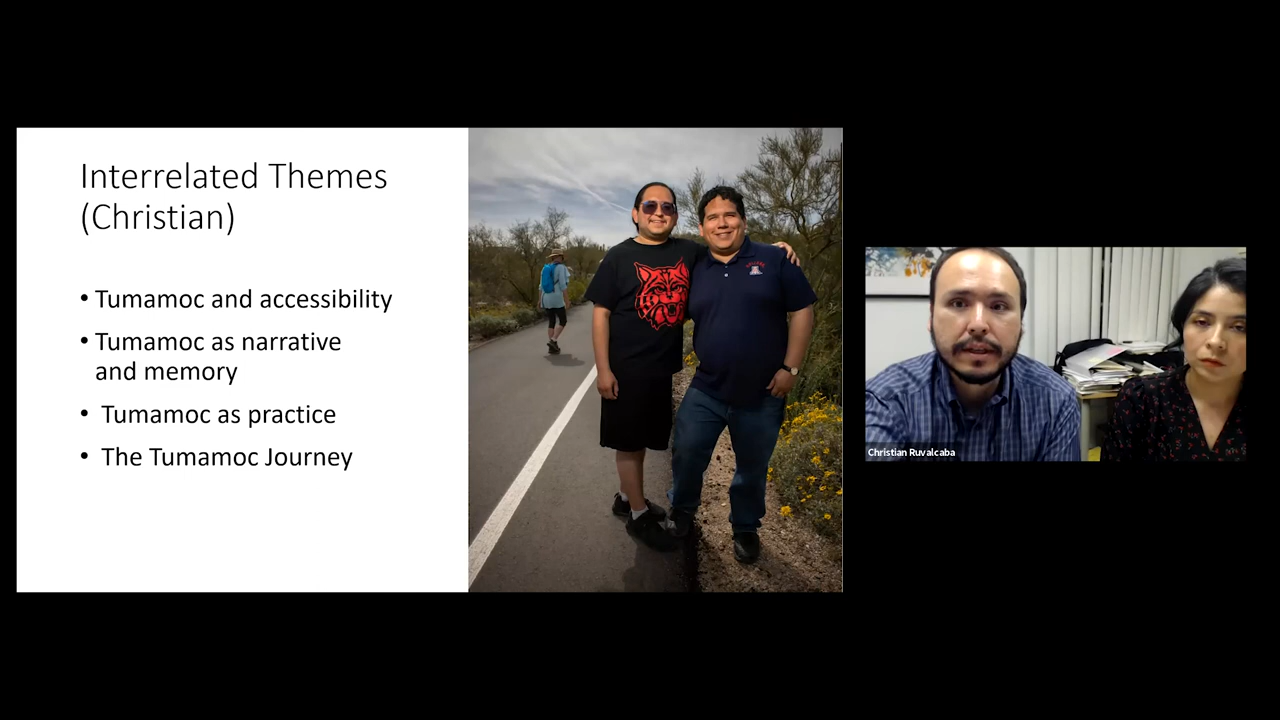 Interrelated Themes
(Christian)
• Tumamoc and accessibility
• Tumamoc as narrative
and memory
• Tumamoc as practice
• The Tumamoc Journey
A
Christian Ruvalcaba